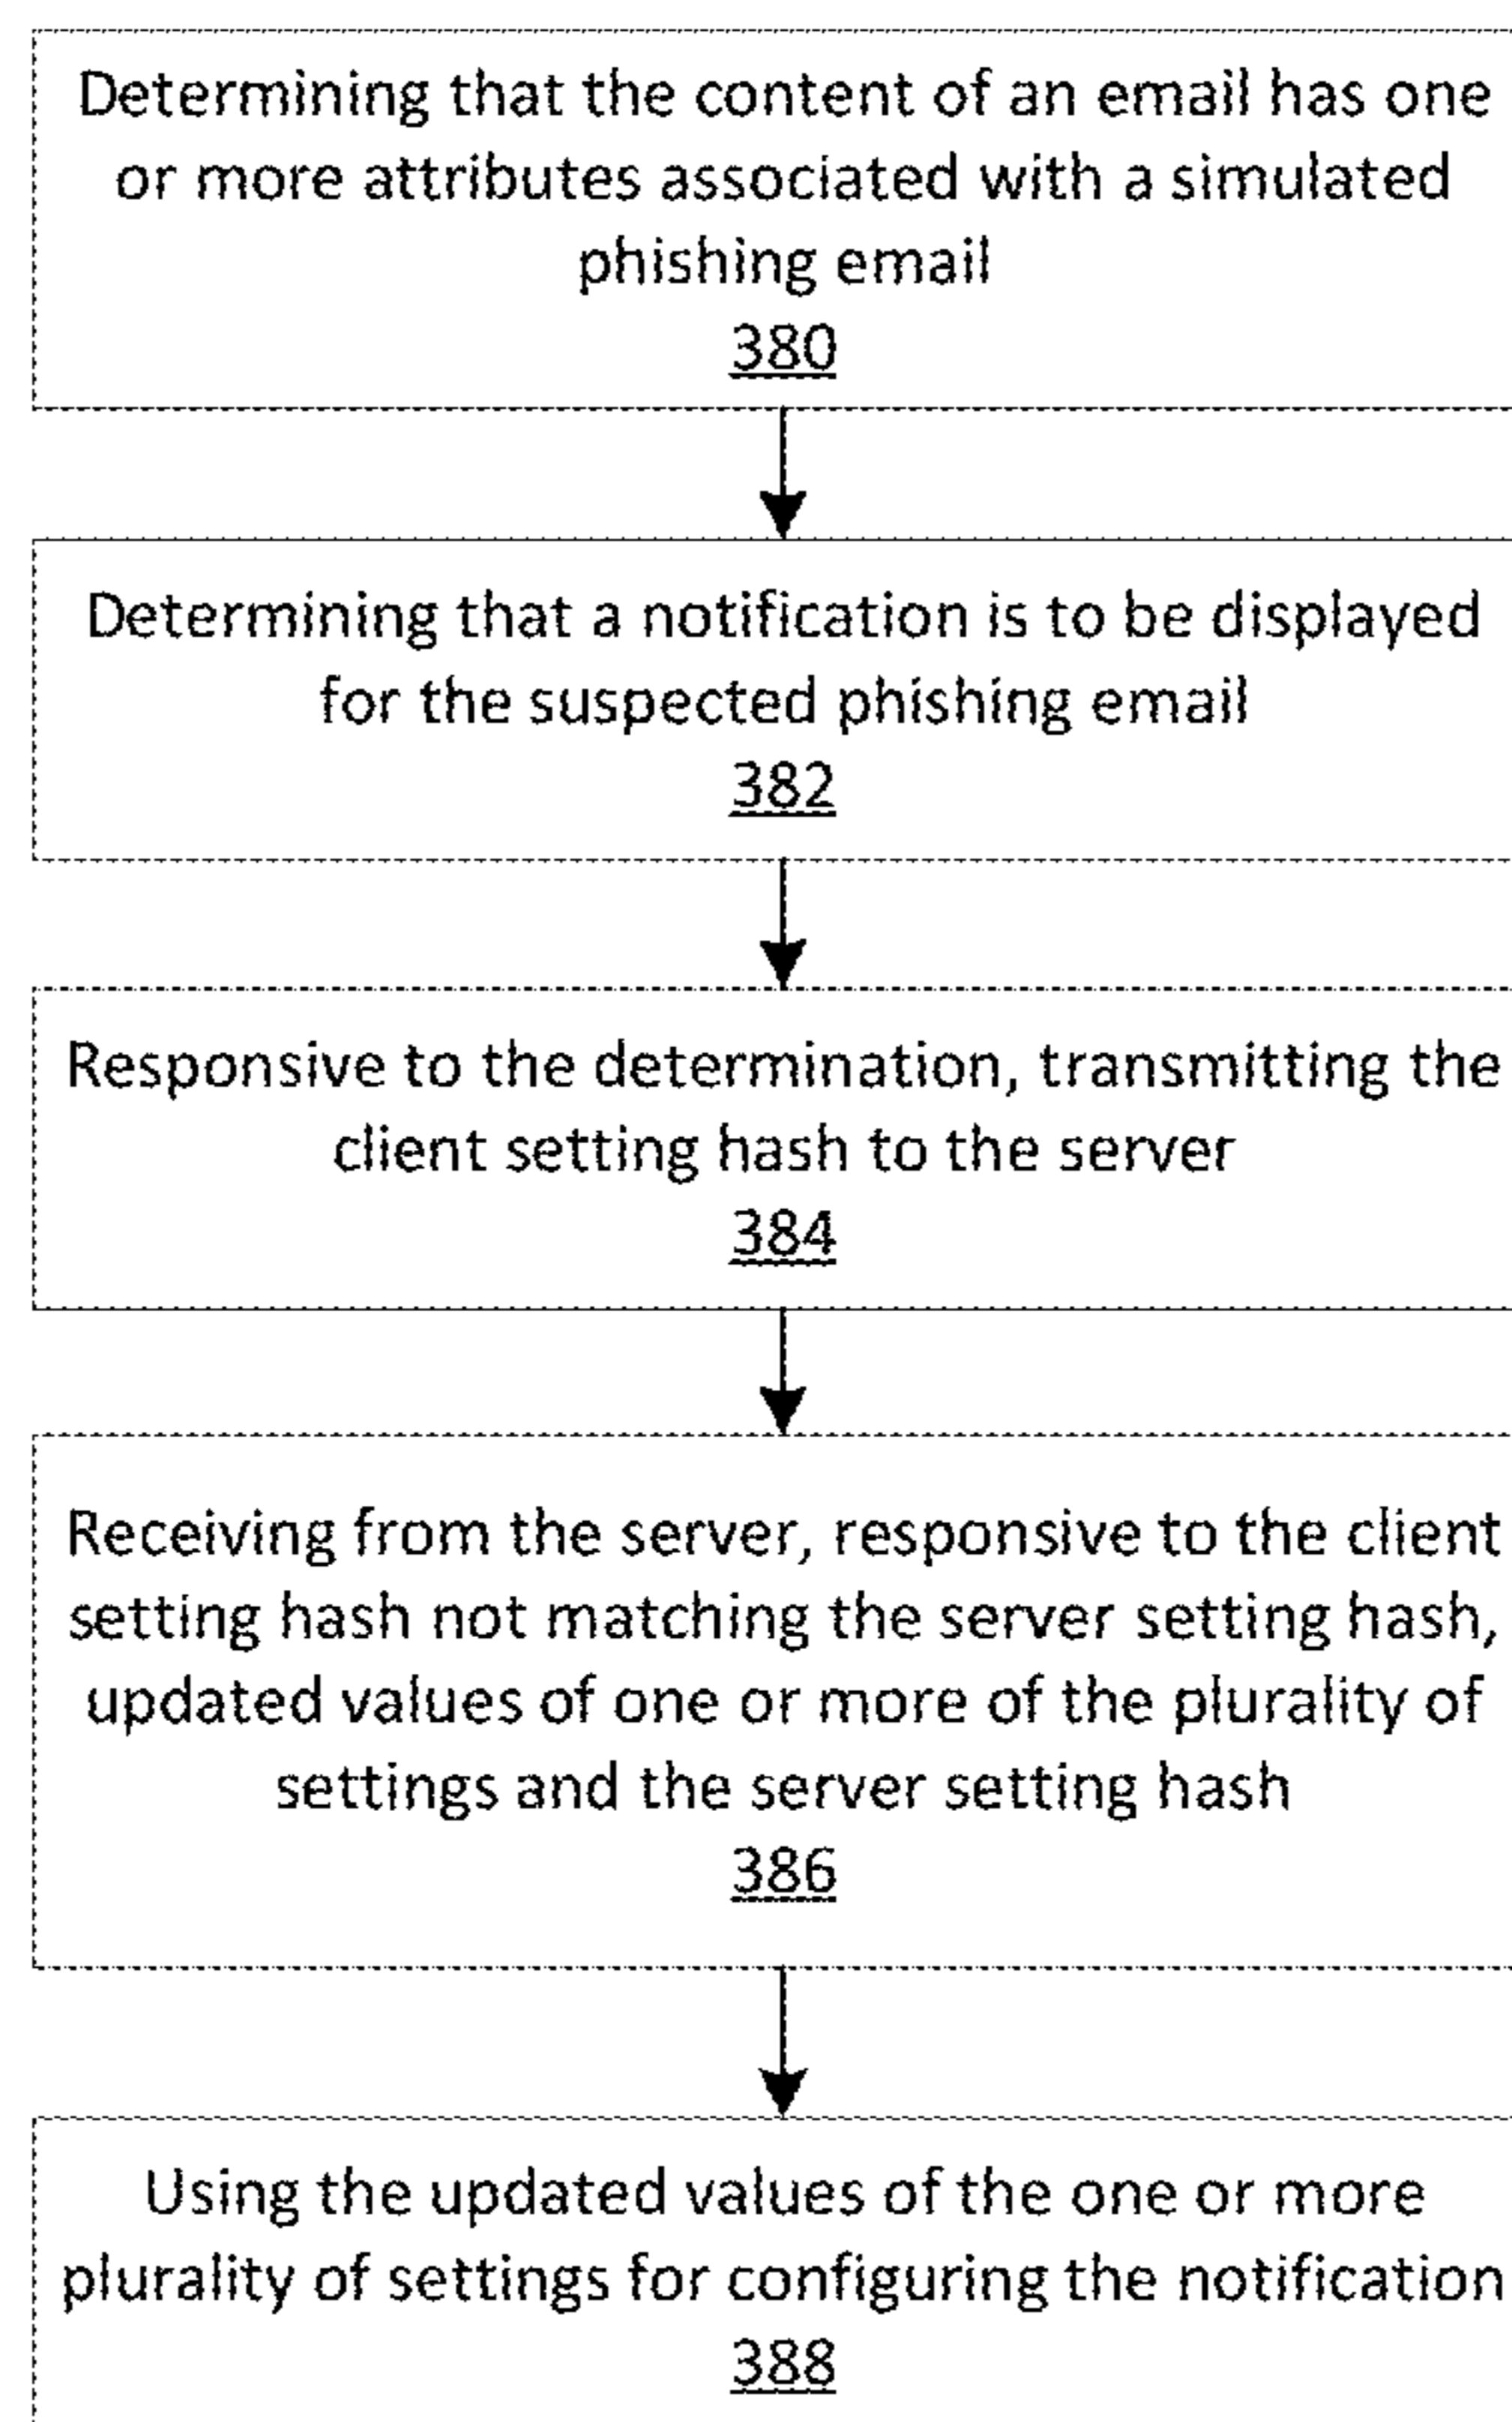 Determining that the content of an email has one
or more attributes associated with a simulated
phishing email
380
Determining that a notification is to be displayed
for the suspected phishing email
382
Responsive to the determination, transmitting the
client setting hash to the server
384
Receiving from the server, responsive to the client
setting hash not matching the server setting hash,
updated values of one or more of the plurality of
settings and the server setting hash
386
Using the updated values of the one or more
plurality of settings for configuring the notification
388